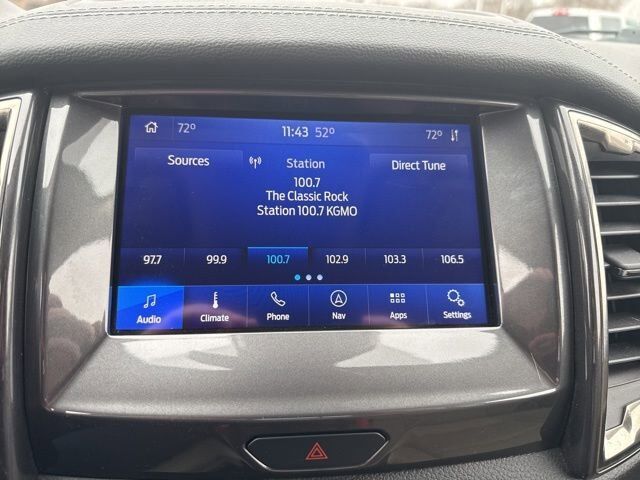 72° 11:43 52° 72°
Sources Station Direct Tune
100.7
The Classic Rock
Station 100.7 KGMO
97.7 99.9 100.7 102.9 103.3 106.5
Audio Climate Phone Nav Apps Settings